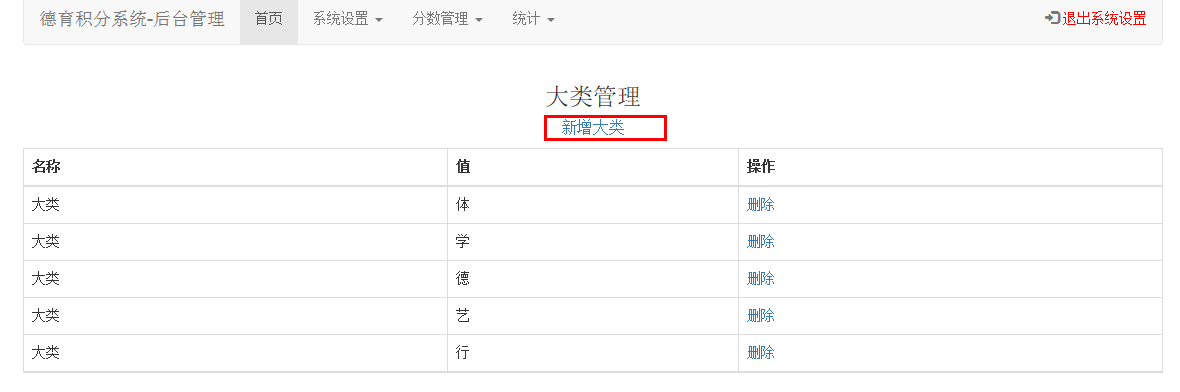 德育积分系统-后台管理 首页 系统设置 分数管理 统计 退出系统设置
大类管理
新增大类
名称 值 操作
大类 体 删除
大类 学 删除
大类 德 删除
大类 艺 删除
大类 行 删除